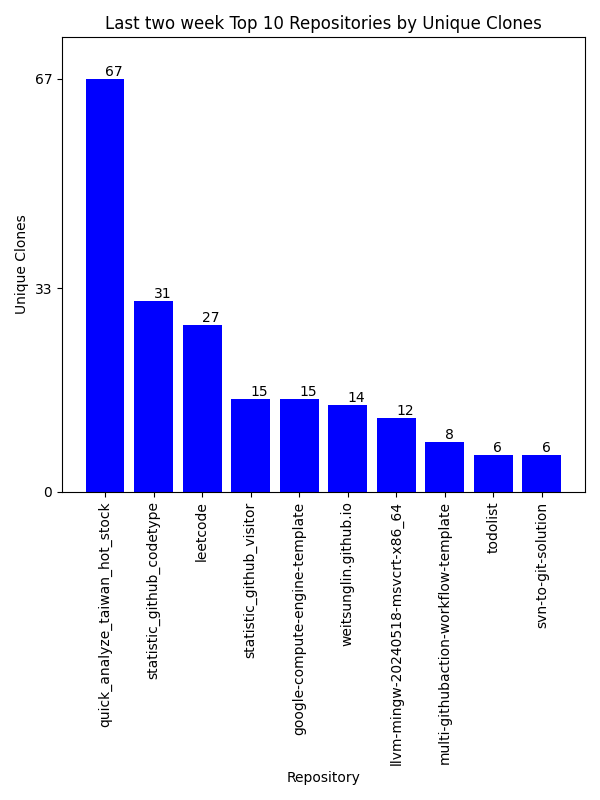 Last two week Top 10 Repositories by Unique Clones
Unique Clones
67
33
0
67
31
27
15
15
14
12
8
6
6
quick_analyze_taiwan_hot_stock
statistic_github_codetype
leetcode
statistic_github_visitor
google-compute-engine-template
weitsunglin.github.io
llvm-mingw-20240518-msvcrt-x86_64
multi-githubaction-workflow-template
todolist
svn-to-git-solution
Repository